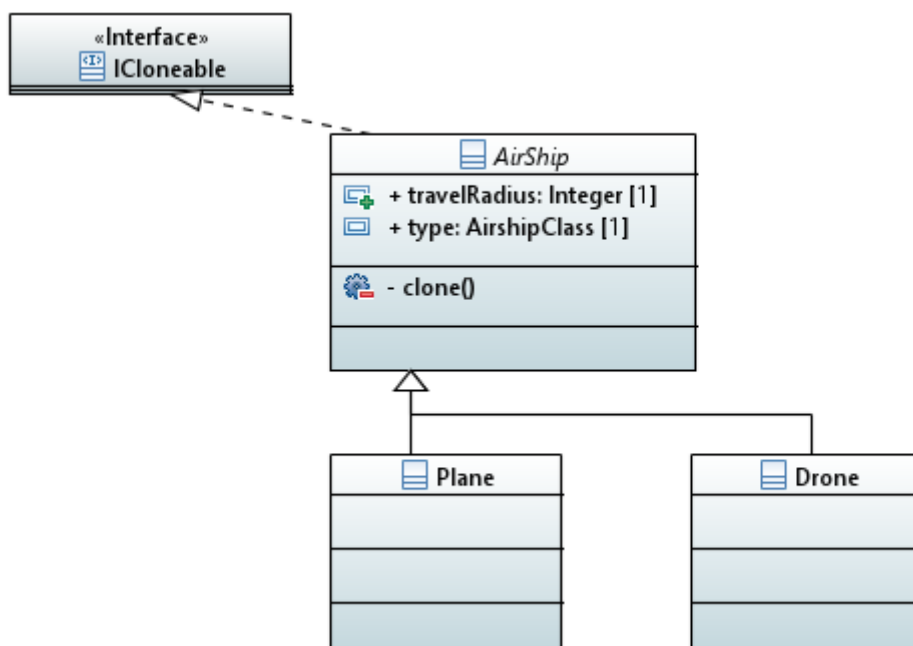 «Interface»
ICloneable
AirShip
+ travelRadius: Integer [1]
+ type: AirshipClass [1]
- clone()
Plane
Drone